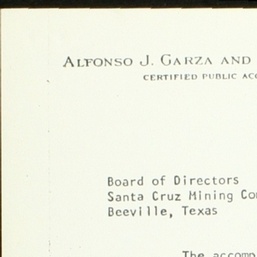 Alfonso J. Garza and
CERTIFIED PUBLIC ACC
Board of Directors
Santa Cruz Mining Co
Beeville, Texas
The accomp